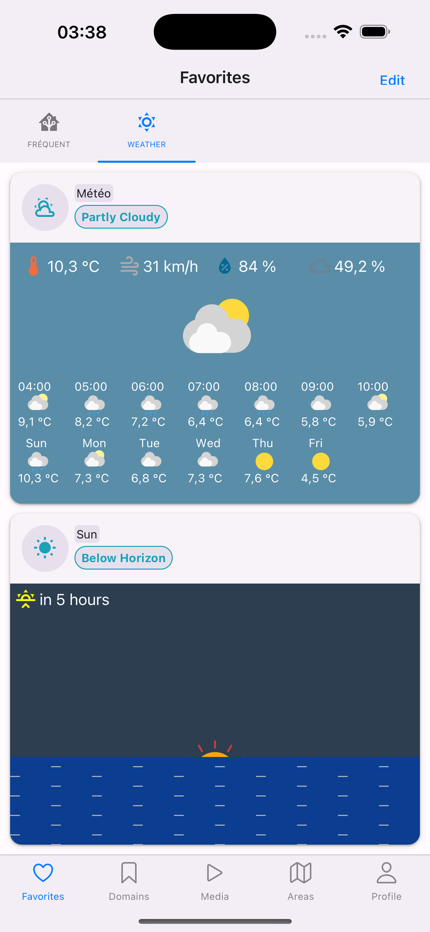 03:38
Favorites
Edit
FRÉQUENT
WEATHER
Météo
Partly Cloudy
10,3 °C 31 km/h 84 % 49,2 %
04:00 05:00 06:00 07:00 08:00 09:00 10:00
9,1 °C 8,2 °C 7,2 °C 6,4 °C 6,4 °C 5,8 °C 5,9 °C
Sun Mon Tue Wed Thu Fri
10,3 °C 7,3 °C 6,8 °C 7,3 °C 7,6 °C 4,5 °C
Sun
Below Horizon
in 5 hours
Favorites Domains Media Areas Profile